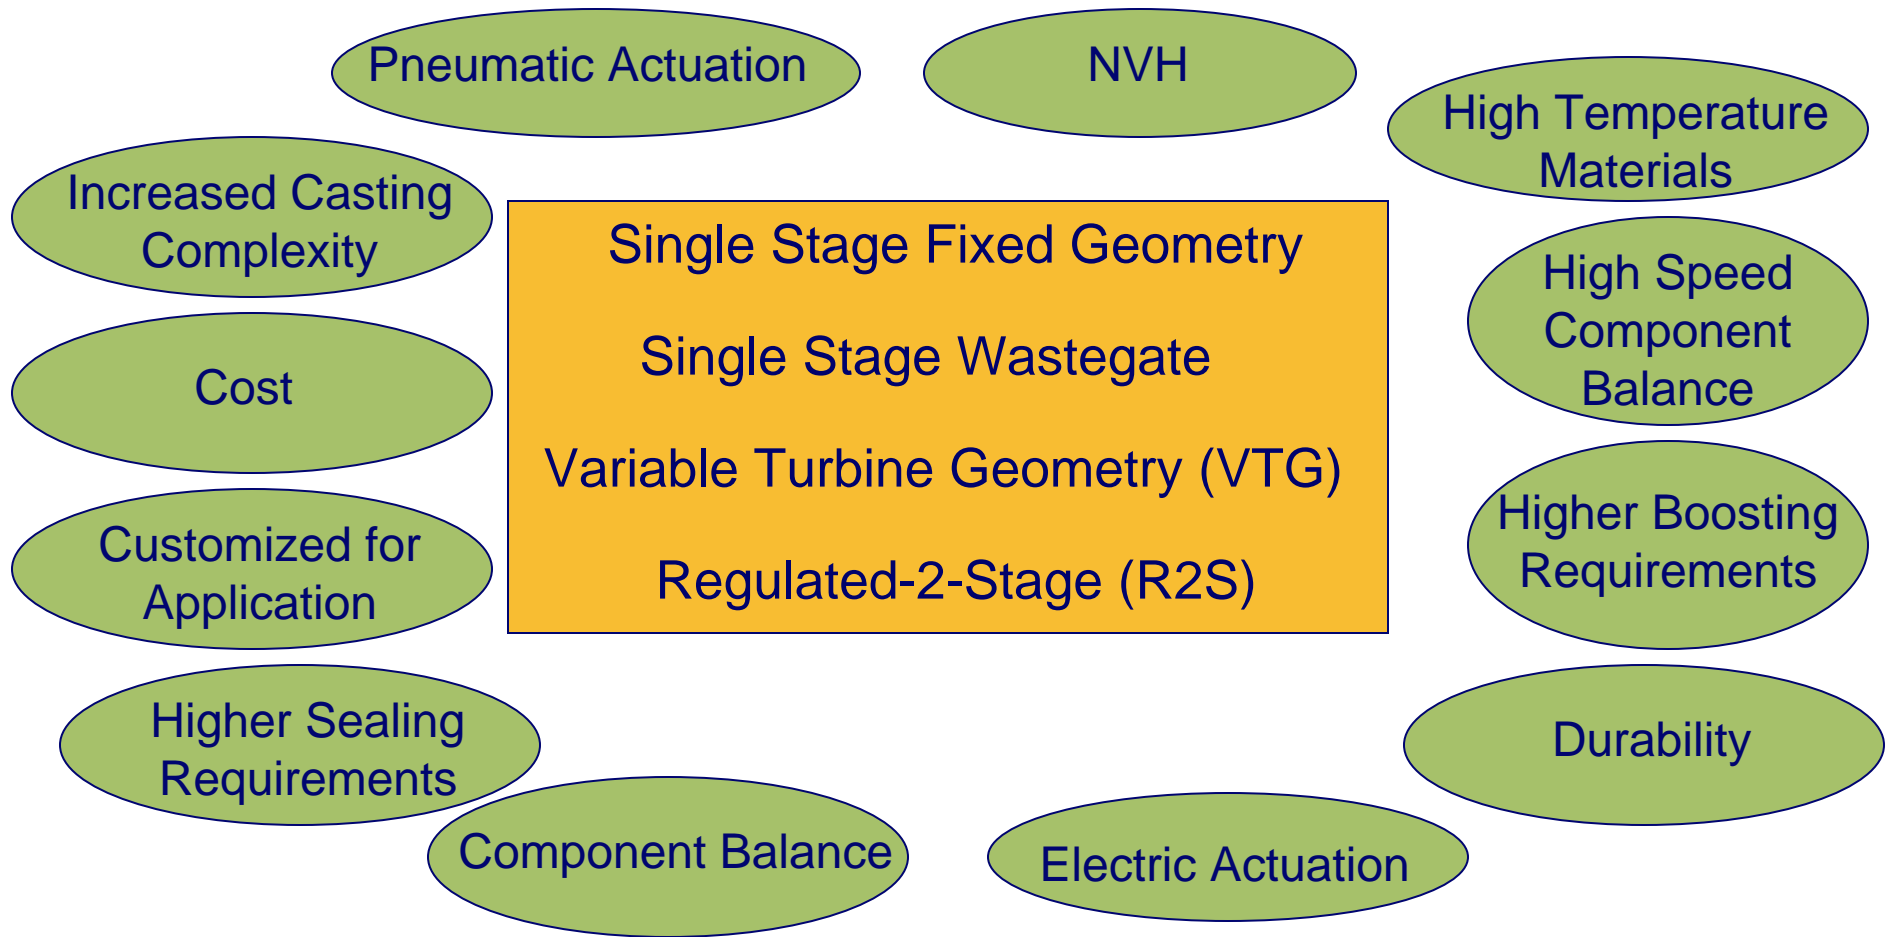 Pneumatic Actuation
NVH
High Temperature
Materials
Increased Casting
Complexity
Single Stage Fixed Geometry
Single Stage Wastegate
Variable Turbine Geometry (VTG)
Regulated-2-Stage (R2S)
High Speed
Component
Balance
Cost
Higher Boosting
Requirements
Customized for
Application
Higher Sealing
Requirements
Durability
Component Balance
Electric Actuation